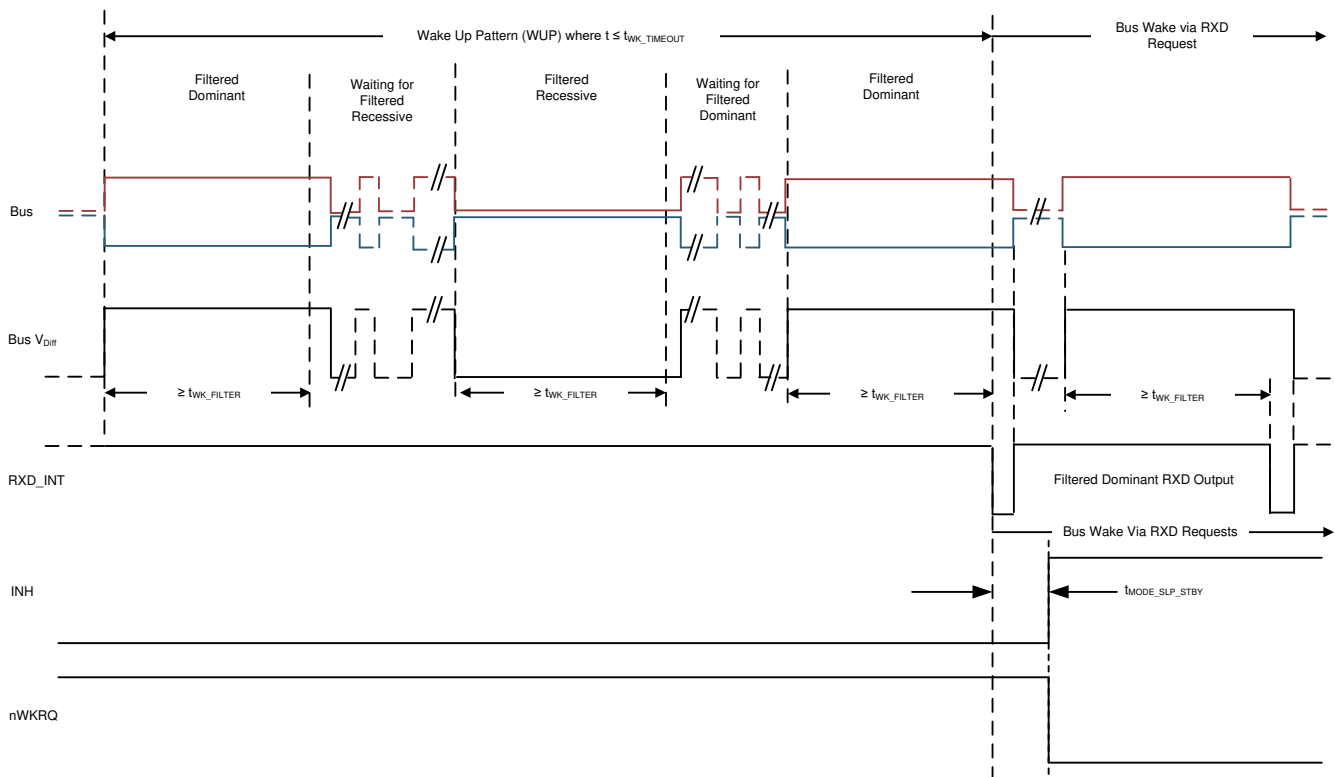 Wake Up Pattern (WUP) where t ≤ tWK_TIMEOUT
Bus Wake via RXD
Request
Filtered
Dominant
Waiting for
Filtered
Recessive
Filtered
Recessive
Waiting for
Filtered
Dominant
Filtered
Dominant
Bus
Bus VDiff
≥ tWK_FILTER
≥ tWK_FILTER
≥ tWK_FILTER
≥ tWK_FILTER
RXD_INT
Filtered Dominant RXD Output
Bus Wake Via RXD Requests
INH
tMODE_SLP_STBY
nWKRQ